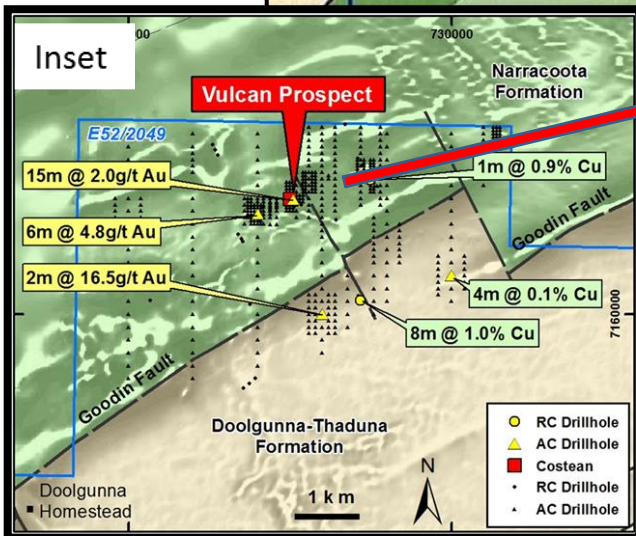 Inset
000
730000
Narracoota
Formation
Vulcan Prospect
E52/2049
15m @ 2.0g/t Au
1m @ 0.9% Cu
6m @ 4.8g/t Au
Goodin Fault
2m @ 16.5g/t Au
4m @ 0.1% Cu
7160000
8m @ 1.0% Cu
Goodin Fault
Doolgunna-Thaduna
Formation
Doolgunna
Homestead
1 k m
N
RC Drillhole
AC Drillhole
Costean
RC Drillhole
AC Drillhole